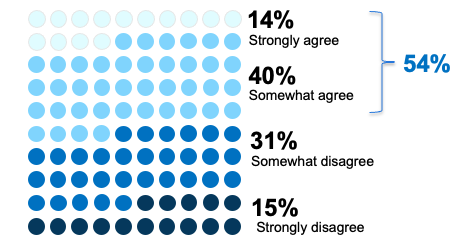 14%
Strongly agree
40%
Somewhat agree
54%
31%
Somewhat disagree
15%
Strongly disagree